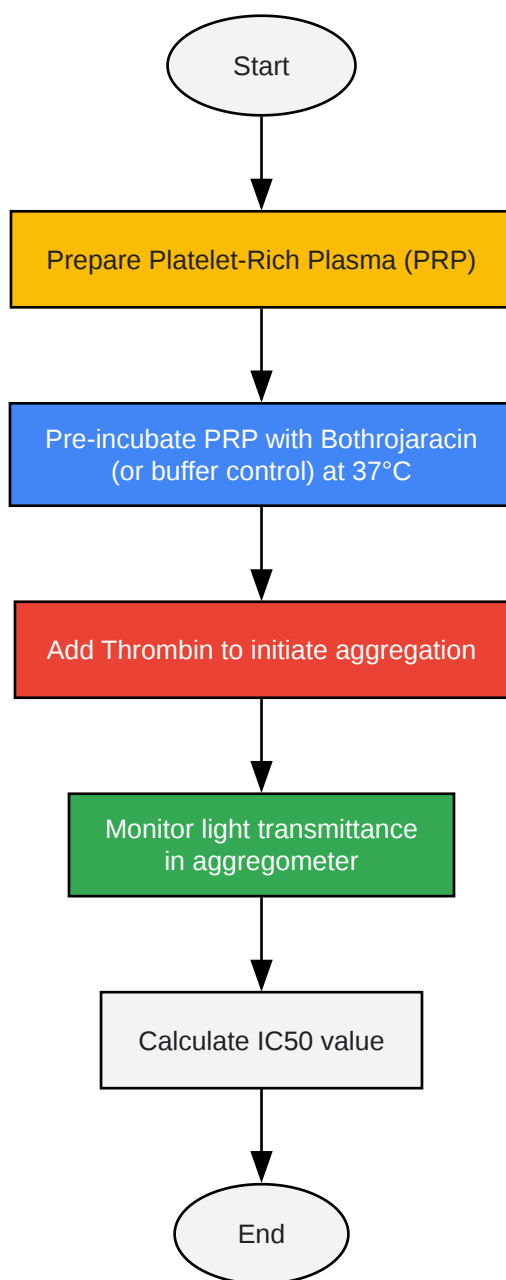 Start
Prepare Platelet-Rich Plasma (PRP)
Pre-incubate PRP with Bothrojaracin
(or buffer control) at 37°C
Add Thrombin to initiate aggregation
Monitor light transmittance
in aggregometer
Calculate IC50 value
End